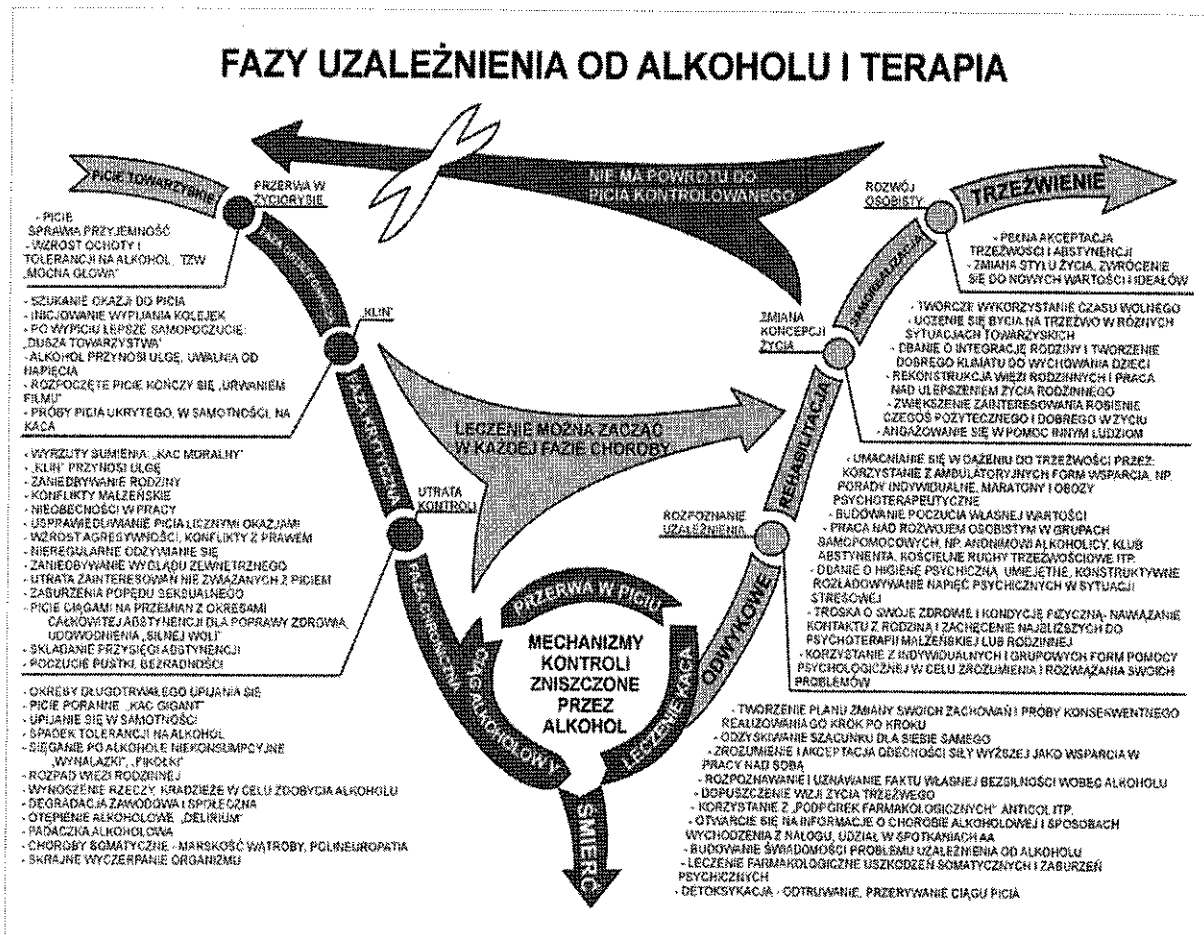 FAZY UZALEŻNIENIA OD ALKOHOLU I TERAPIA
PICIE TOWARZYSKIE
PRZERWA W
ŻYCIORYSIE
- PICIE
SPRAWIA PRZYJEMNOŚĆ
- WZROST OCHOTY I
TOLERANCJI NA ALKOHOL, TZW
„MOCNA GŁOWA"
- SZUKANIE OKAZJI DO PICIA
- INICJOWANIE WYPIJANIA KOLEJEK
- PO WYPICIU LEPSZE SAMOPOCZUCIE:
„DUSZA TOWARZYSTWA"
- ALKOHOL PRZYNOSI ULGĘ, UWALNIA OD
NAPIĘCIA
- ROZPOCZĘTE PICIE KOŃCZY SIĘ „URWANIEM
FILMU"
- PRÓBY PICIA UKRYTEGO, W SAMOTNOŚCI, NA
KACA
„KLIN"
- WYRZUTY SUMIENIA: „KAC MORALNY"
- „KLIN" PRZYNOSI ULGĘ
- ZANIEDBYWANIE RODZINY
- KONFLIKTY MAŁŻEŃSKIE
- NIEOBECNOŚCI W PRACY
- USPRAWIEDLIWIANIE PICIA LICZNYMI OKAZJAMI
- WZROST AGRESYWNOŚCI, KONFLIKTY Z PRAWEM
- NIEREGULARNE ODŻYWIANIE SIĘ
- ZANIEDBYWANIE WYGLĄDU ZEWNĘTRZNEGO
- UTRATA ZAINTERESOWAŃ NIE ZWIĄZANYCH Z PICIEM
- ZABURZENIA POPĘDU SEKSUALNEGO
- PICIE CIĄGAMI NA PRZEMIAN Z OKRESAMI
CAŁKOWITEJ ABSTYNENCJI DLA POPRAWY ZDROWIA,
UDOWODNIENIA „SILNEJ WOLI"
- SKŁADANIE PRZYSIĘGI ABSTYNENCJI
- POCZUCIE PUSTKI, BEZRADNOŚCI
UTRATA
KONTROLI
FAZA CHRONICZNA
- OKRESY DŁUGOTRWAŁEGO UPIJANIA SIĘ
- PICIE PORANNE „KAC GIGANT"
- UPIJANIE SIĘ W SAMOTNOŚCI
- SPADEK TOLERANCJI NA ALKOHOL
- SIĘGANIE PO ALKOHOLE NIEKONSUMPCYJNE
„WYNALAZKI", „FIKOŁKI"
- ROZPAD WIĘZI RODZINNEJ
- WYNOSZENIE RZECZY, KRADZIEŻE W CELU ZDOBYCIA ALKOHOLU
- DEGRADACJA ZAWODOWA I SPOŁECZNA
- OTĘPIENIE ALKOHOLOWE „DELIRIUM"
- PADACZKA ALKOHOLOWA
- CHOROBY SOMATYCZNE - MARSKOŚĆ WĄTROBY, POLINEUROPATIA
- SKRAJNE WYCZERPANIE ORGANIZMU
NIE MA POWROTU DO
PICIA KONTROLOWANEGO
LECZENIE MOŻNA ZACZĄĆ
W KAŻDEJ FAZIE CHOROBY
PRZERWA W PICIU
MECHANIZMY
KONTROLI
ZNISZCZONE
PRZEZ
ALKOHOL
CIĄG ALKOHOLOWY
LECZENIE KACA
ŚMIERĆ
TRZEŹWIENIE
ROZWÓJ
OSOBISTY
- PEŁNA AKCEPTACJA
TRZEŹWOŚCI I ABSTYNENCJI
- ZMIANA STYLU ŻYCIA, ZWRÓCENIE
SIĘ DO NOWYCH WARTOŚCI I IDEAŁÓW
SAMOREALIZACJA
ZMIANA
KONCEPCJI
ŻYCIA
- TWÓRCZE WYKORZYSTANIE CZASU WOLNEGO
- UCZENIE SIĘ BYCIA NA TRZEŹWO W RÓŻNYCH
SYTUACJACH TOWARZYSKICH
- DBANIE O INTEGRACJĘ RODZINY I TWORZENIE
DOBREGO KLIMATU DO WYCHOWANIA DZIECI
- REKONSTRUKCJA WIĘZI RODZINNYCH I PRACA
NAD ULEPSZENIEM ŻYCIA RODZINNEGO
- ZWIĘKSZENIE ZAINTERESOWANIA ROBIENIE
CZEGOŚ POŻYTECZNEGO I DOBREGO W ŻYCIU
- ANGAŻOWANIE SIĘ W POMOC INNYM LUDZIOM
REHABILITACJA
ROZPOZNANIE
UZALEŻNIENIA
- UMACNIANIE SIĘ W DĄŻENIU DO TRZEŹWOŚCI PRZEZ:
KORZYSTANIE Z AMBULATORYJNYCH FORM WSPARCIA, NP.
PORADY INDYWIDUALNE, MARATONY I OBOZY
PSYCHOTERAPEUTYCZNE
- BUDOWANIE POCZUCIA WŁASNEJ WARTOŚCI
- PRACA NAD ROZWOJEM OSOBISTYM W GRUPACH
SAMOPOMOCOWYCH, NP. ANONIMOWI ALKOHOLICY, KLUB
ABSTYNENTA, KOŚCIELNE RUCHY TRZEŹWOŚCIOWE ITP.
- DBANIE O HIGIENĘ PSYCHICZNĄ, UMIEJĘTNE, KONSTRUKTYWNE
ROZŁADOWYWANIE NAPIĘĆ PSYCHICZNYCH W SYTUACJI
STRESOWEJ
- TROSKA O SWOJE ZDROWIE I KONDYCJĘ FIZYCZNĄ- NAWIĄZANIE
KONTAKTU Z RODZINĄ I ZACHĘCENIE NAJBLIŻSZYCH DO
PSYCHOTERAPII MAŁŻEŃSKIEJ LUB RODZINNEJ
- KORZYSTANIE Z INDYWIDUALNYCH I GRUPOWYCH FORM POMOCY
PSYCHOLOGICZNEJ W CELU ZROZUMIENIA I ROZWIĄZANIA SWOICH
PROBLEMÓW
ODWYKOWE
- TWORZENIE PLANU ZMIANY SWOICH ZACHOWAŃ I PRÓBY KONSEKWENTNEGO
REALIZOWANIA GO KROK PO KROKU
- ODZYSKIWANIE SZACUNKU DLA SIEBIE SAMEGO
- ZROZUMIENIE I AKCEPTACJA OBECNOŚCI SIŁY WYŻSZEJ JAKO WSPARCIA W
PRACY NAD SOBĄ
- ROZPOZNAWANIE I UZNAWANIE FAKTU WŁASNEJ BEZSILNOŚCI WOBEC ALKOHOLU
- DOPUSZCZENIE WIZJI ŻYCIA TRZEŹWEGO
- KORZYSTANIE Z „PODPÓREK FARMAKOLOGICZNYCH" ANTICOL ITP.
- OTWARCIE SIĘ NA INFORMACJE O CHOROBIE ALKOHOLOWEJ I SPOSOBACH
WYCHODZENIA Z NAŁOGU, UDZIAŁ W SPOTKANIACH AA
- BUDOWANIE ŚWIADOMOŚCI PROBLEMU UZALEŻNIENIA OD ALKOHOLU
- LECZENIE FARMAKOLOGICZNE USZKODZEŃ SOMATYCZNYCH I ZABURZEŃ
PSYCHICZNYCH
- DETOKSYKACJA - ODTRUWANIE, PRZERYWANIE CIĄGU PICIA